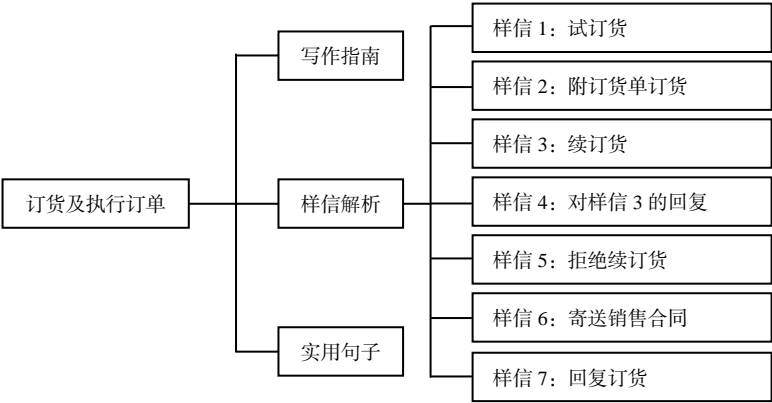 订货及执行订单
写作指南
样信解析
实用句子
样信 1：试订货
样信 2：附订货单订货
样信 3：续订货
样信 4：对样信 3 的回复
样信 5：拒绝续订货
样信 6：寄送销售合同
样信 7：回复订货